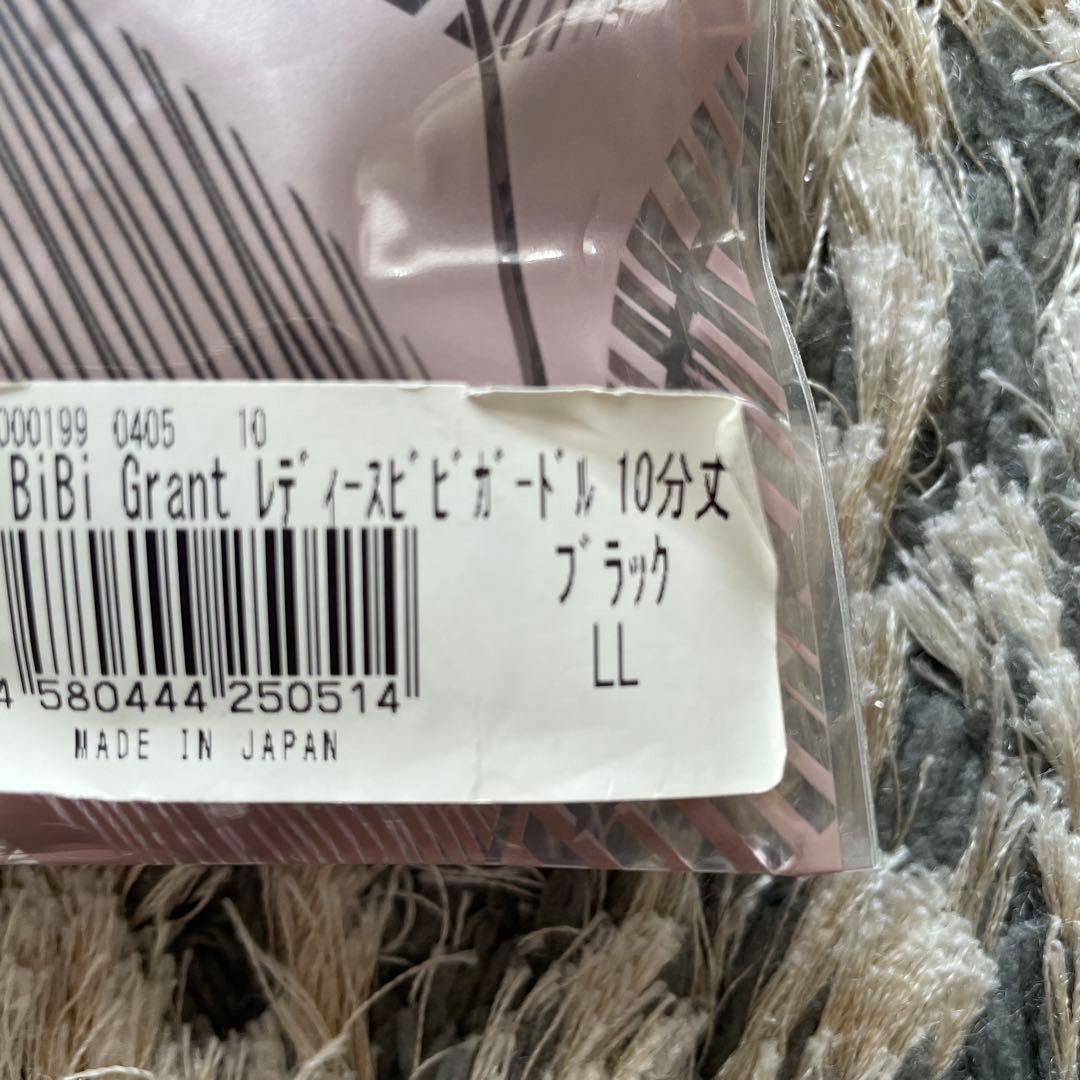 000199 0405 10
BiBi Grant ﾚﾃﾞｨｰｽﾋﾞﾋﾞｶﾞｰﾄﾞﾙ 10分丈
ﾌﾞﾗｯｸ
LL
4 580444 250514
MADE IN JAPAN